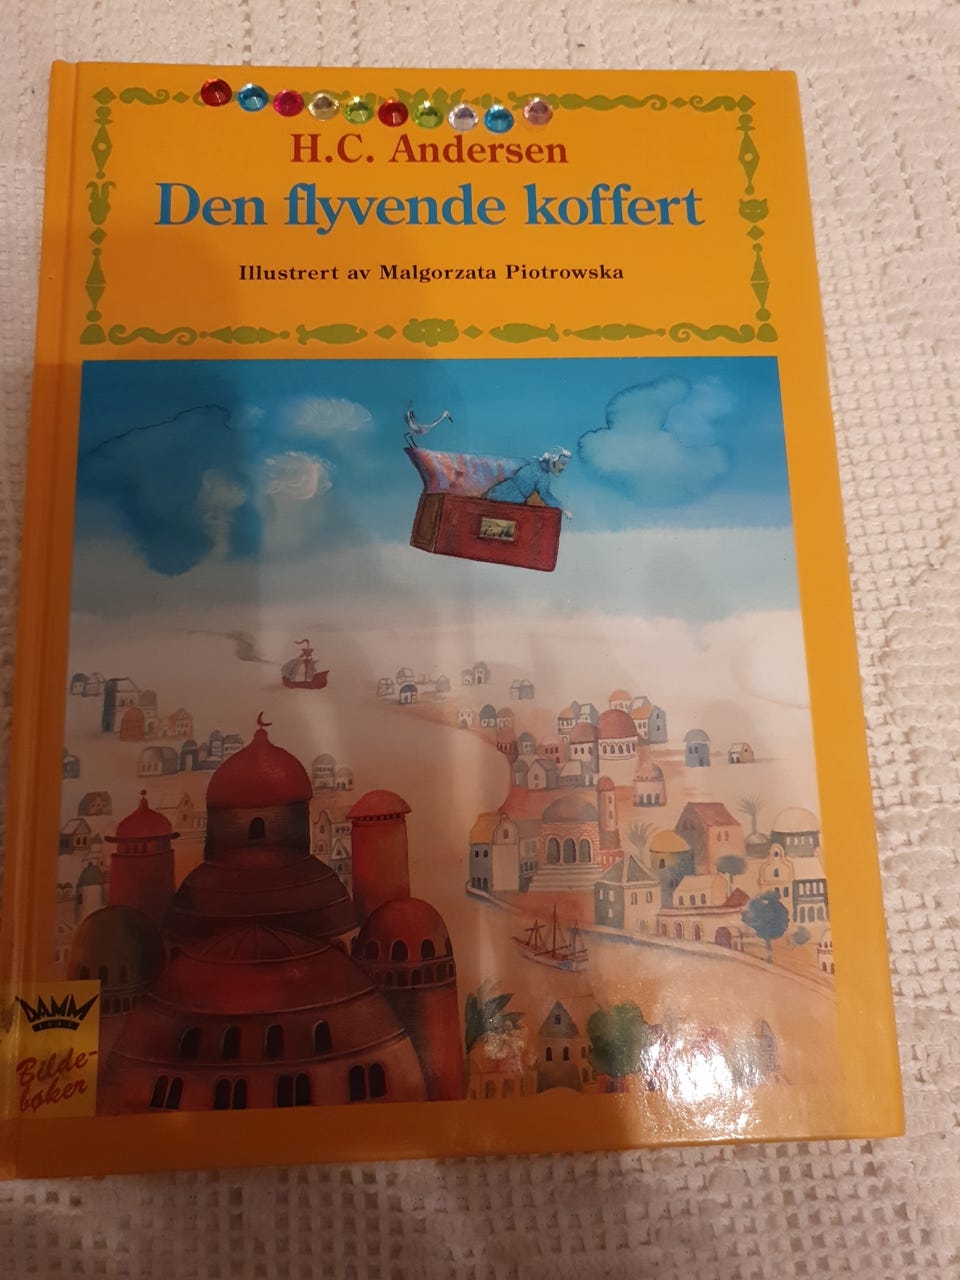 H.C. Andersen
Den flyvende koffert
Illustrert av Malgorzata Piotrowska
DAMM
Bilde-
bøker